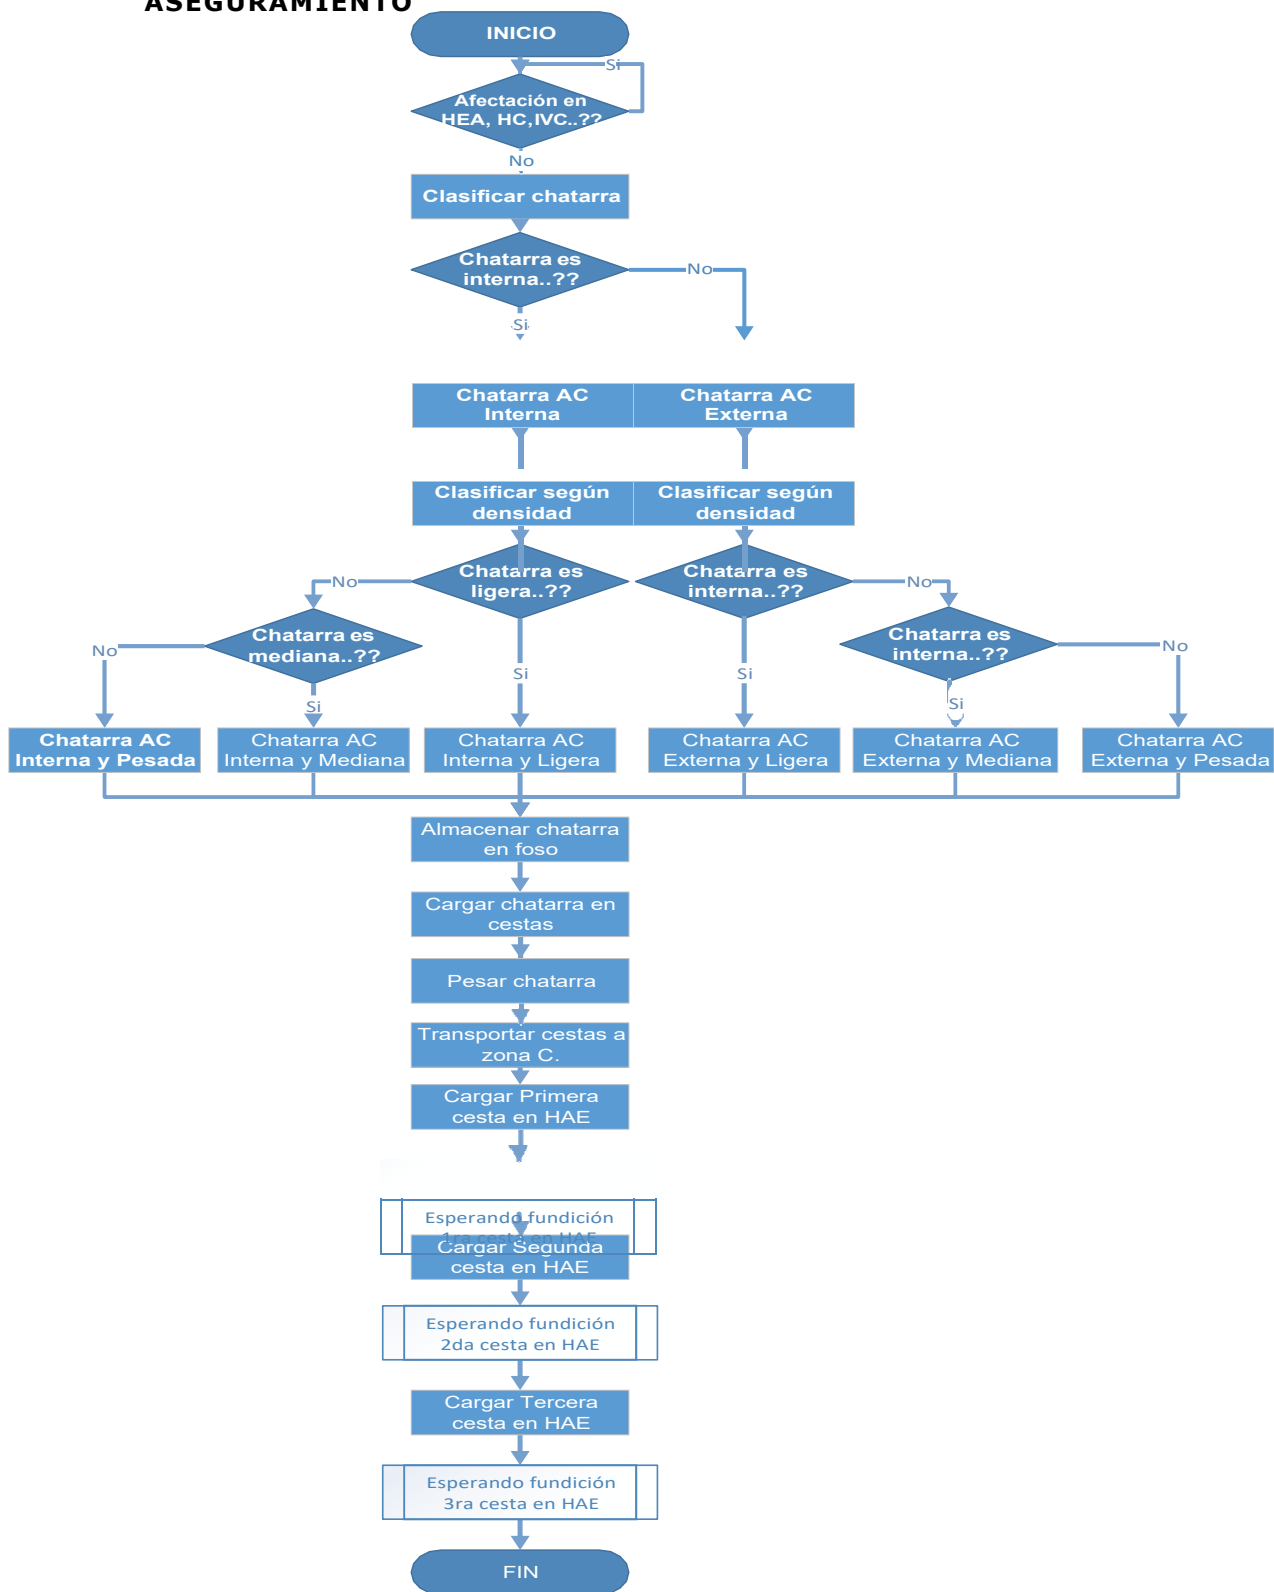 ASEGURAMIENTO
INICIO
Si
Afectación en
HEA, HC,IVC..??
No
Clasificar chatarra
Chatarra es
interna..??
No
Si
Chatarra AC
Interna
Chatarra AC
Externa
Clasificar según
densidad
Clasificar según
densidad
Chatarra es
ligera..??
Chatarra es
interna..??
No
No
Chatarra es
mediana..??
Chatarra es
interna..??
No
No
Si
Si
Si
Si
Chatarra AC
Interna y Pesada
Chatarra AC
Interna y Mediana
Chatarra AC
Interna y Ligera
Chatarra AC
Externa y Ligera
Chatarra AC
Externa y Mediana
Chatarra AC
Externa y Pesada
Almacenar chatarra
en foso
Cargar chatarra en
cestas
Pesar chatarra
Transportar cestas a
zona C.
Cargar Primera
cesta en HAE
Esperando fundición
1ra cesta en HAE
Cargar Segunda
cesta en HAE
Esperando fundición
2da cesta en HAE
Cargar Tercera
cesta en HAE
Esperando fundición
3ra cesta en HAE
FIN